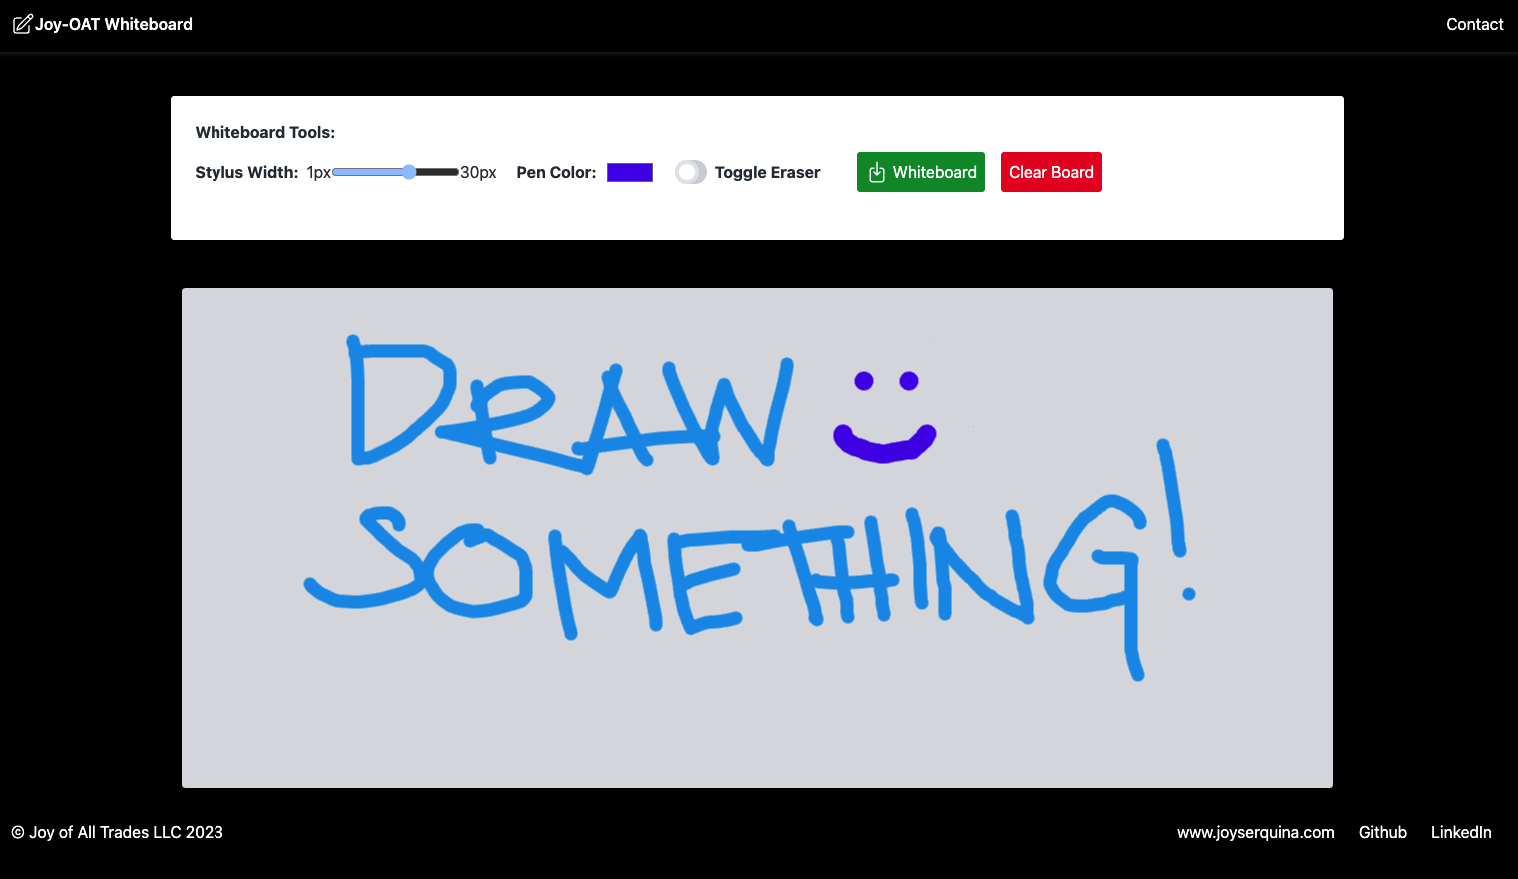 Joy-OAT Whiteboard Contact
Whiteboard Tools:
Stylus Width: 1px 30px Pen Color: Toggle Eraser Whiteboard Clear Board
DRAW
SOMETHING!
© Joy of All Trades LLC 2023 www.joyserquina.com Github LinkedIn